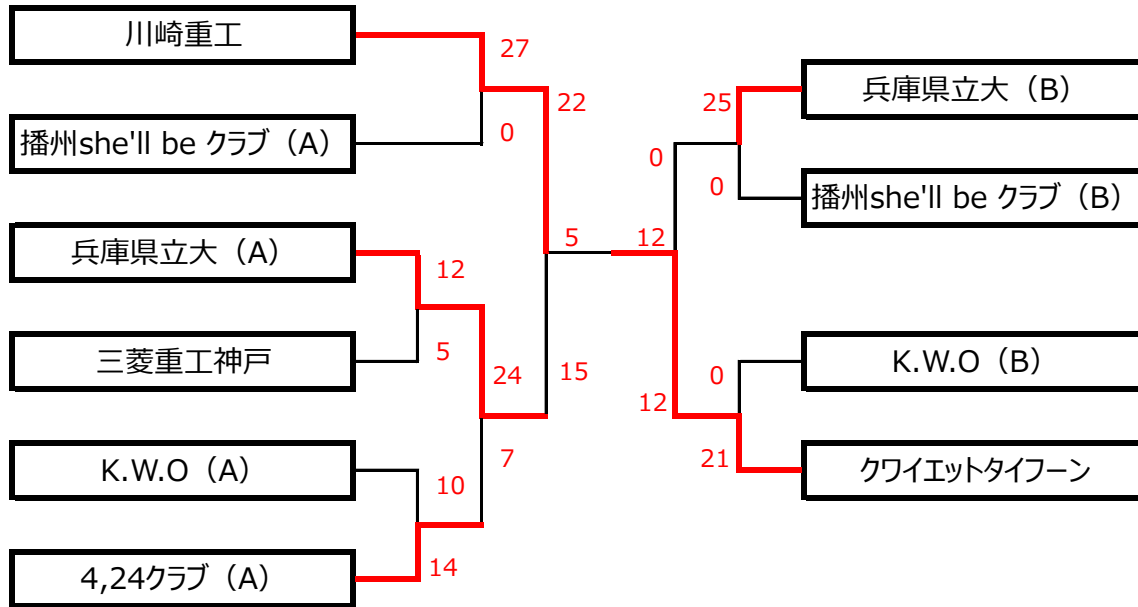 川崎重工
27
22
0
播州she'll be クラブ（A）
兵庫県立大（A）
12
5
三菱重工神戸
24
15
5
K.W.O（A）
10
7
4,24クラブ（A）
14
兵庫県立大（B）
25
0
0
播州she'll be クラブ（B）
12
K.W.O（B）
0
12
21
クワイエットタイフーン